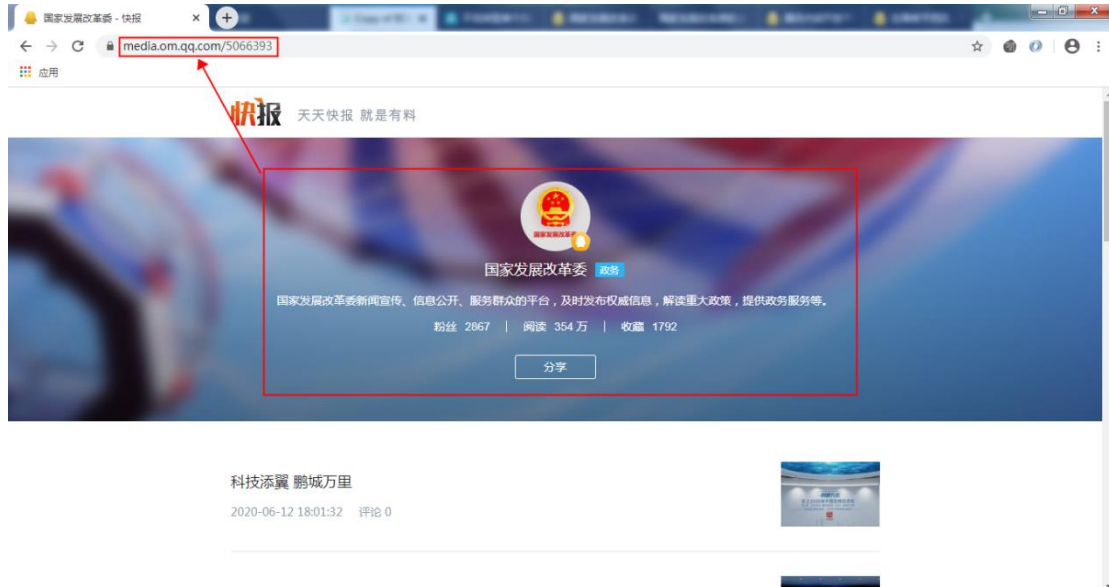 国家发展改革委 - 快报
media.om.qq.com/5066393
应用
快报 天天快报 就是有料
国家发展改革委
国家发展改革委 政务
国家发展改革委新闻宣传、信息公开、服务群众的平台，及时发布权威信息，解读重大政策，提供政务服务等。
粉丝 2867 | 阅读 354万 | 收藏 1792
分享
科技添翼 鹏城万里
2020-06-12 18:01:32 评论 0